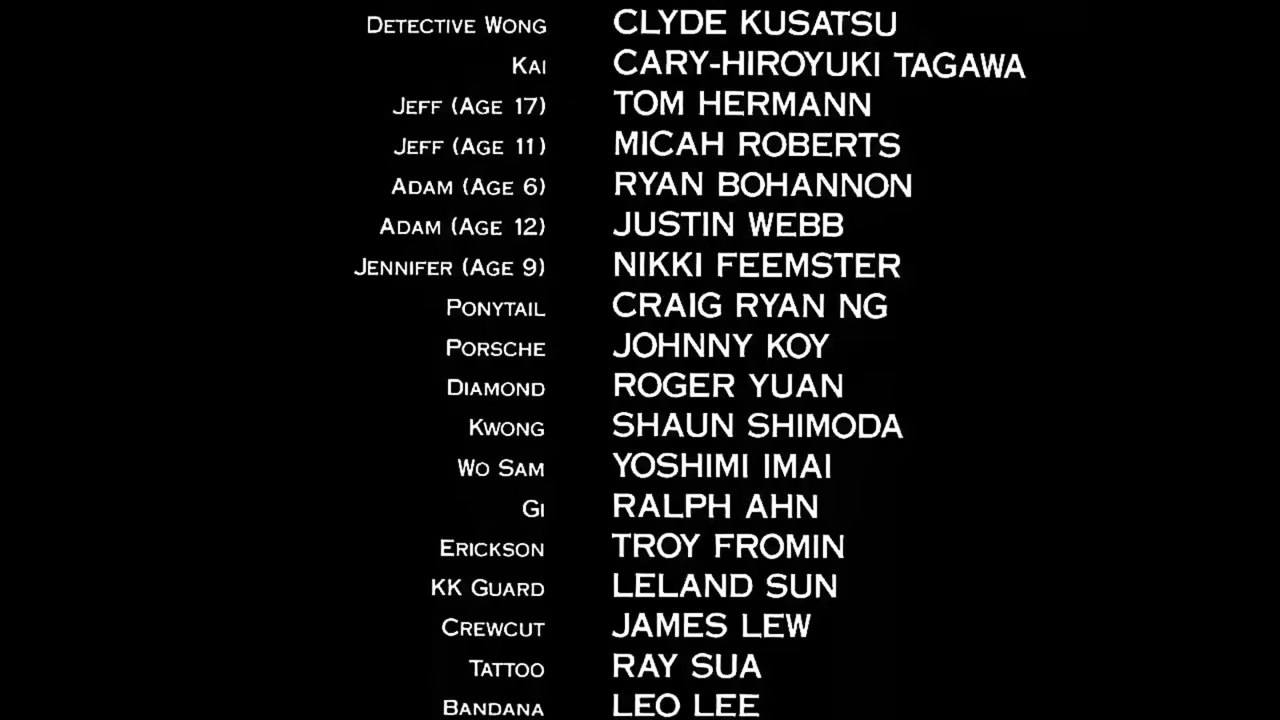 Detective Wong CLYDE KUSATSU
Kai CARY-HIROYUKI TAGAWA
Jeff (Age 17) TOM HERMANN
Jeff (Age 11) MICAH ROBERTS
Adam (Age 6) RYAN BOHANNON
Adam (Age 12) JUSTIN WEBB
Jennifer (Age 9) NIKKI FEEMSTER
Ponytail CRAIG RYAN NG
Porsche JOHNNY KOY
Diamond ROGER YUAN
Kwong SHAUN SHIMODA
Wo Sam YOSHIMI IMAI
Gi RALPH AHN
Erickson TROY FROMIN
KK Guard LELAND SUN
Crewcut JAMES LEW
Tattoo RAY SUA
Bandana LEO LEE